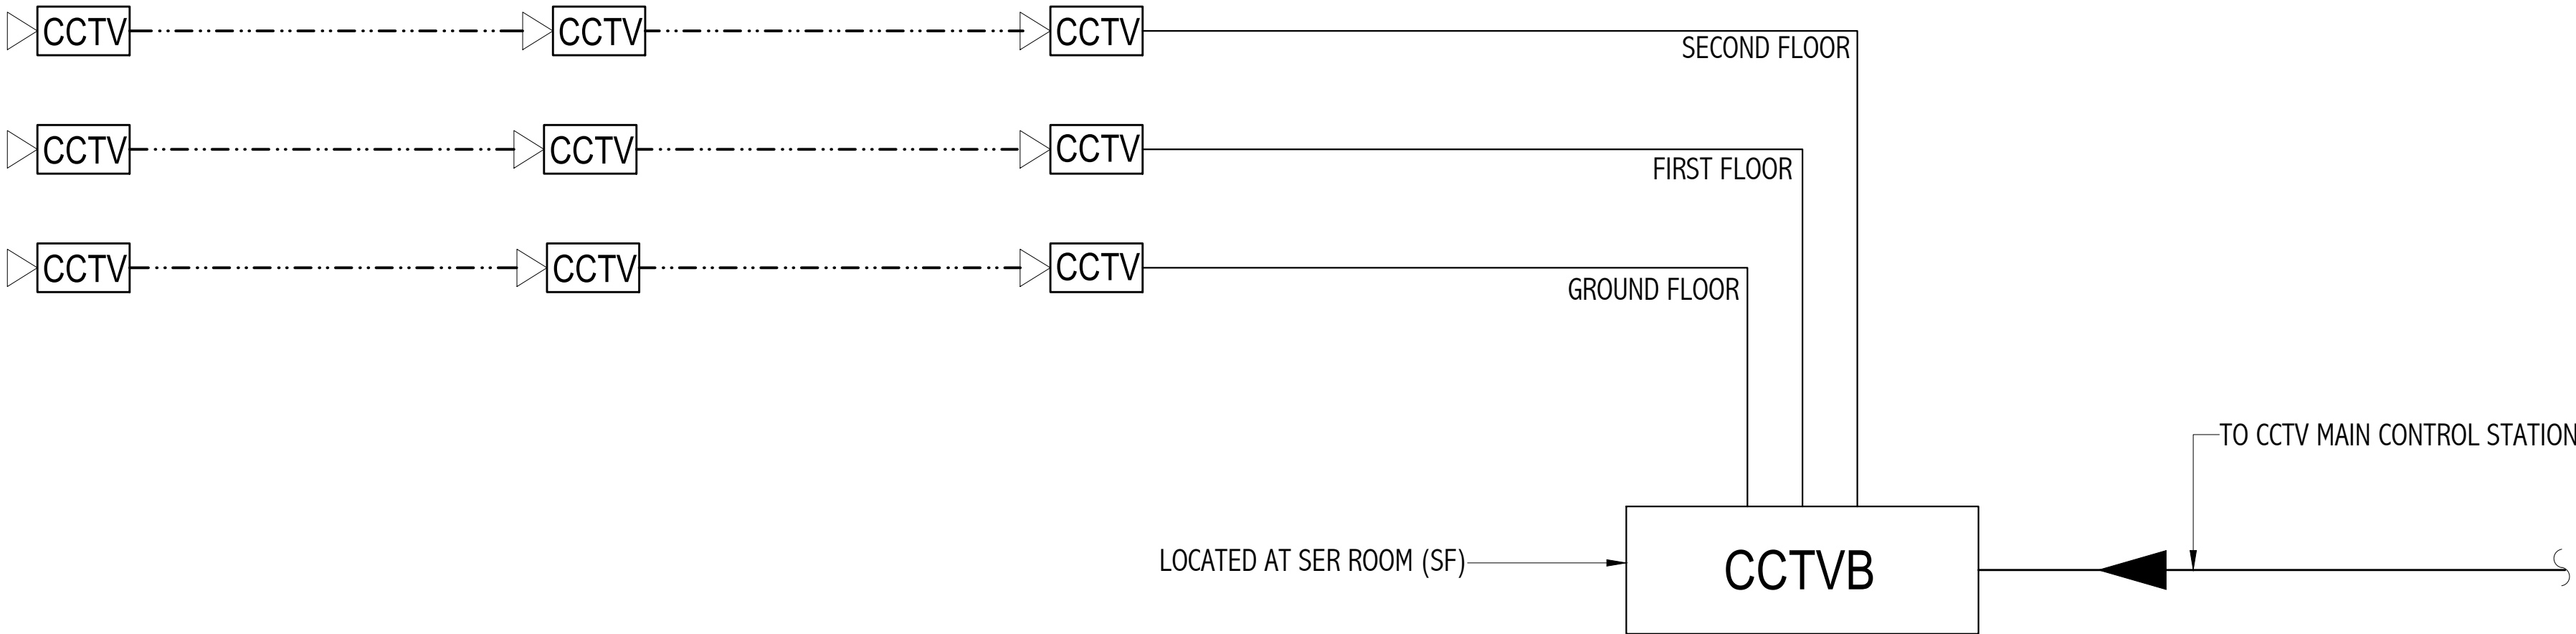 CCTV CCTV CCTV
SECOND FLOOR
CCTV CCTV CCTV
FIRST FLOOR
CCTV CCTV CCTV
GROUND FLOOR
TO CCTV MAIN CONTROL STATION
LOCATED AT SER ROOM (SF)
CCTVB